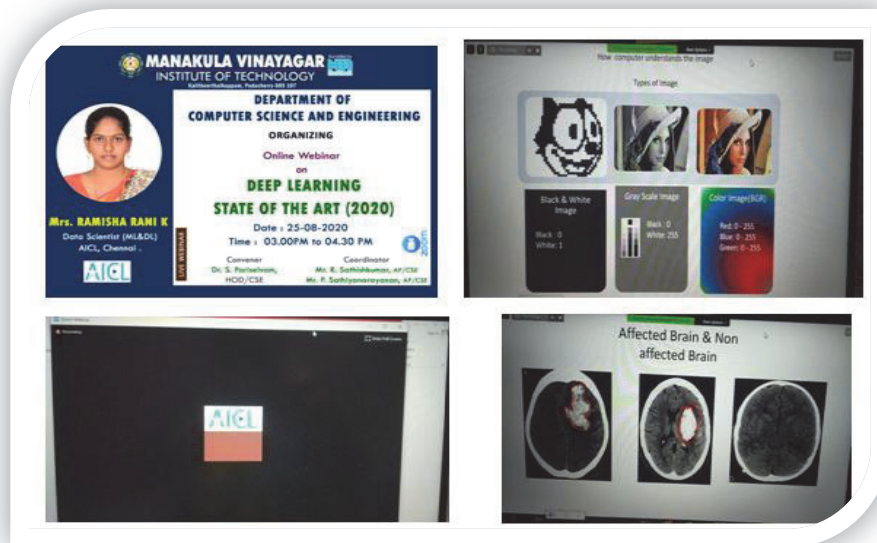 MANAKULA VINAYAGAR
INSTITUTE OF TECHNOLOGY
DEPARTMENT OF
COMPUTER SCIENCE AND ENGINEERING
ORGANIZING
Online Webinar
on
DEEP LEARNING
STATE OF THE ART (2020)
Date : 25-08-2020
Time : 03.00PM to 04.30 PM
Convener
Dr. S. Pariselvam,
HOD/CSE
Coordinator
Mr. R. Sathishkumar, AP/CSE
Mr. P. Sathiyanarayanan, AP/CSE
LIVE WEBINAR
zoom
Mrs. RAMISHA RANI K
Data Scientist (ML&DL)
AICL, Chennai .
AICL
How computer understands the image
Types of Image
Black & White
Image
Black : 0
White: 1
Gray Scale Image
Black : 0
White: 255
Color Image(BGR)
Red: 0 - 255
Blue: 0 - 255
Green: 0 - 255
AICL
Affected Brain & Non
affected Brain